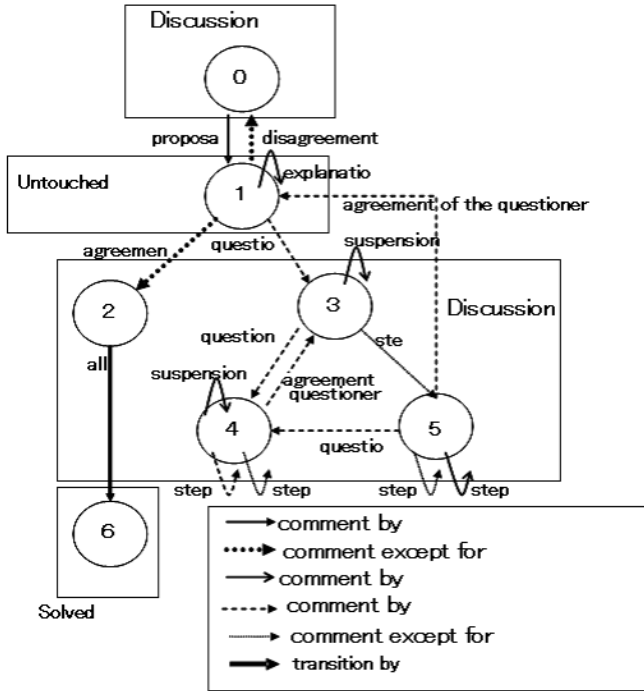 Discussion
0
proposa
disagreement
explanatio
Untouched
1
agreement of the questioner
agreemen
questio
suspension
2
3
Discussion
question
ste
all
suspension
agreement
questioner
4
questio
5
step
step
step
step
6
Solved
comment by
comment except for
comment by
comment by
comment except for
transition by